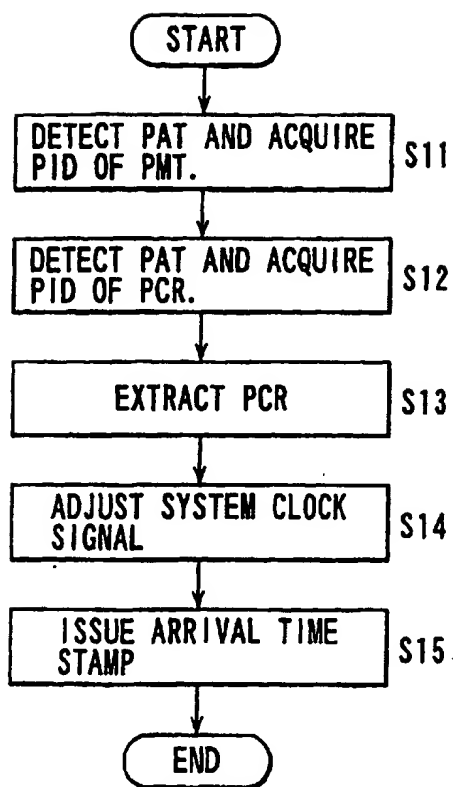 START
DETECT PAT AND ACQUIRE
PID OF PMT.
S11
DETECT PAT AND ACQUIRE
PID OF PCR.
S12
EXTRACT PCR
S13
ADJUST SYSTEM CLOCK
SIGNAL
S14
ISSUE ARRIVAL TIME
STAMP
S15
END